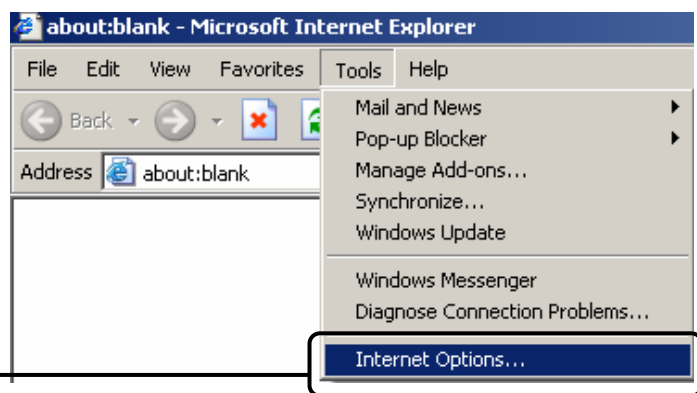 about:blank - Microsoft Internet Explorer
File Edit View Favorites Tools Help
Back
Address about:blank
Mail and News
Pop-up Blocker
Manage Add-ons...
Synchronize...
Windows Update
Windows Messenger
Diagnose Connection Problems...
Internet Options...